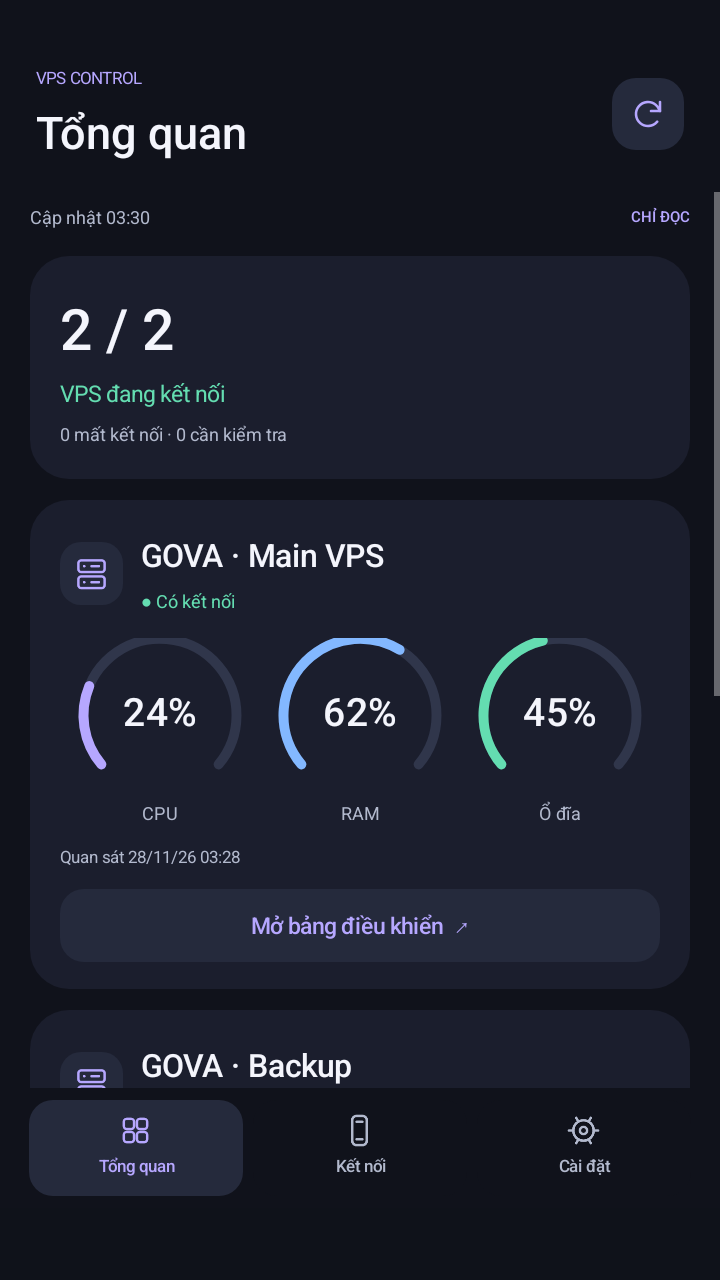 VPS CONTROL
Tổng quan
Cập nhật 03:30
CHỈ ĐỌC
2 / 2
VPS đang kết nối
0 mất kết nối · 0 cần kiểm tra
GOVA · Main VPS
● Có kết nối
24%
62%
45%
CPU
RAM
Ổ đĩa
Quan sát 28/11/26 03:28
Mở bảng điều khiển ↗
GOVA · Backup
Tổng quan
Kết nối
Cài đặt